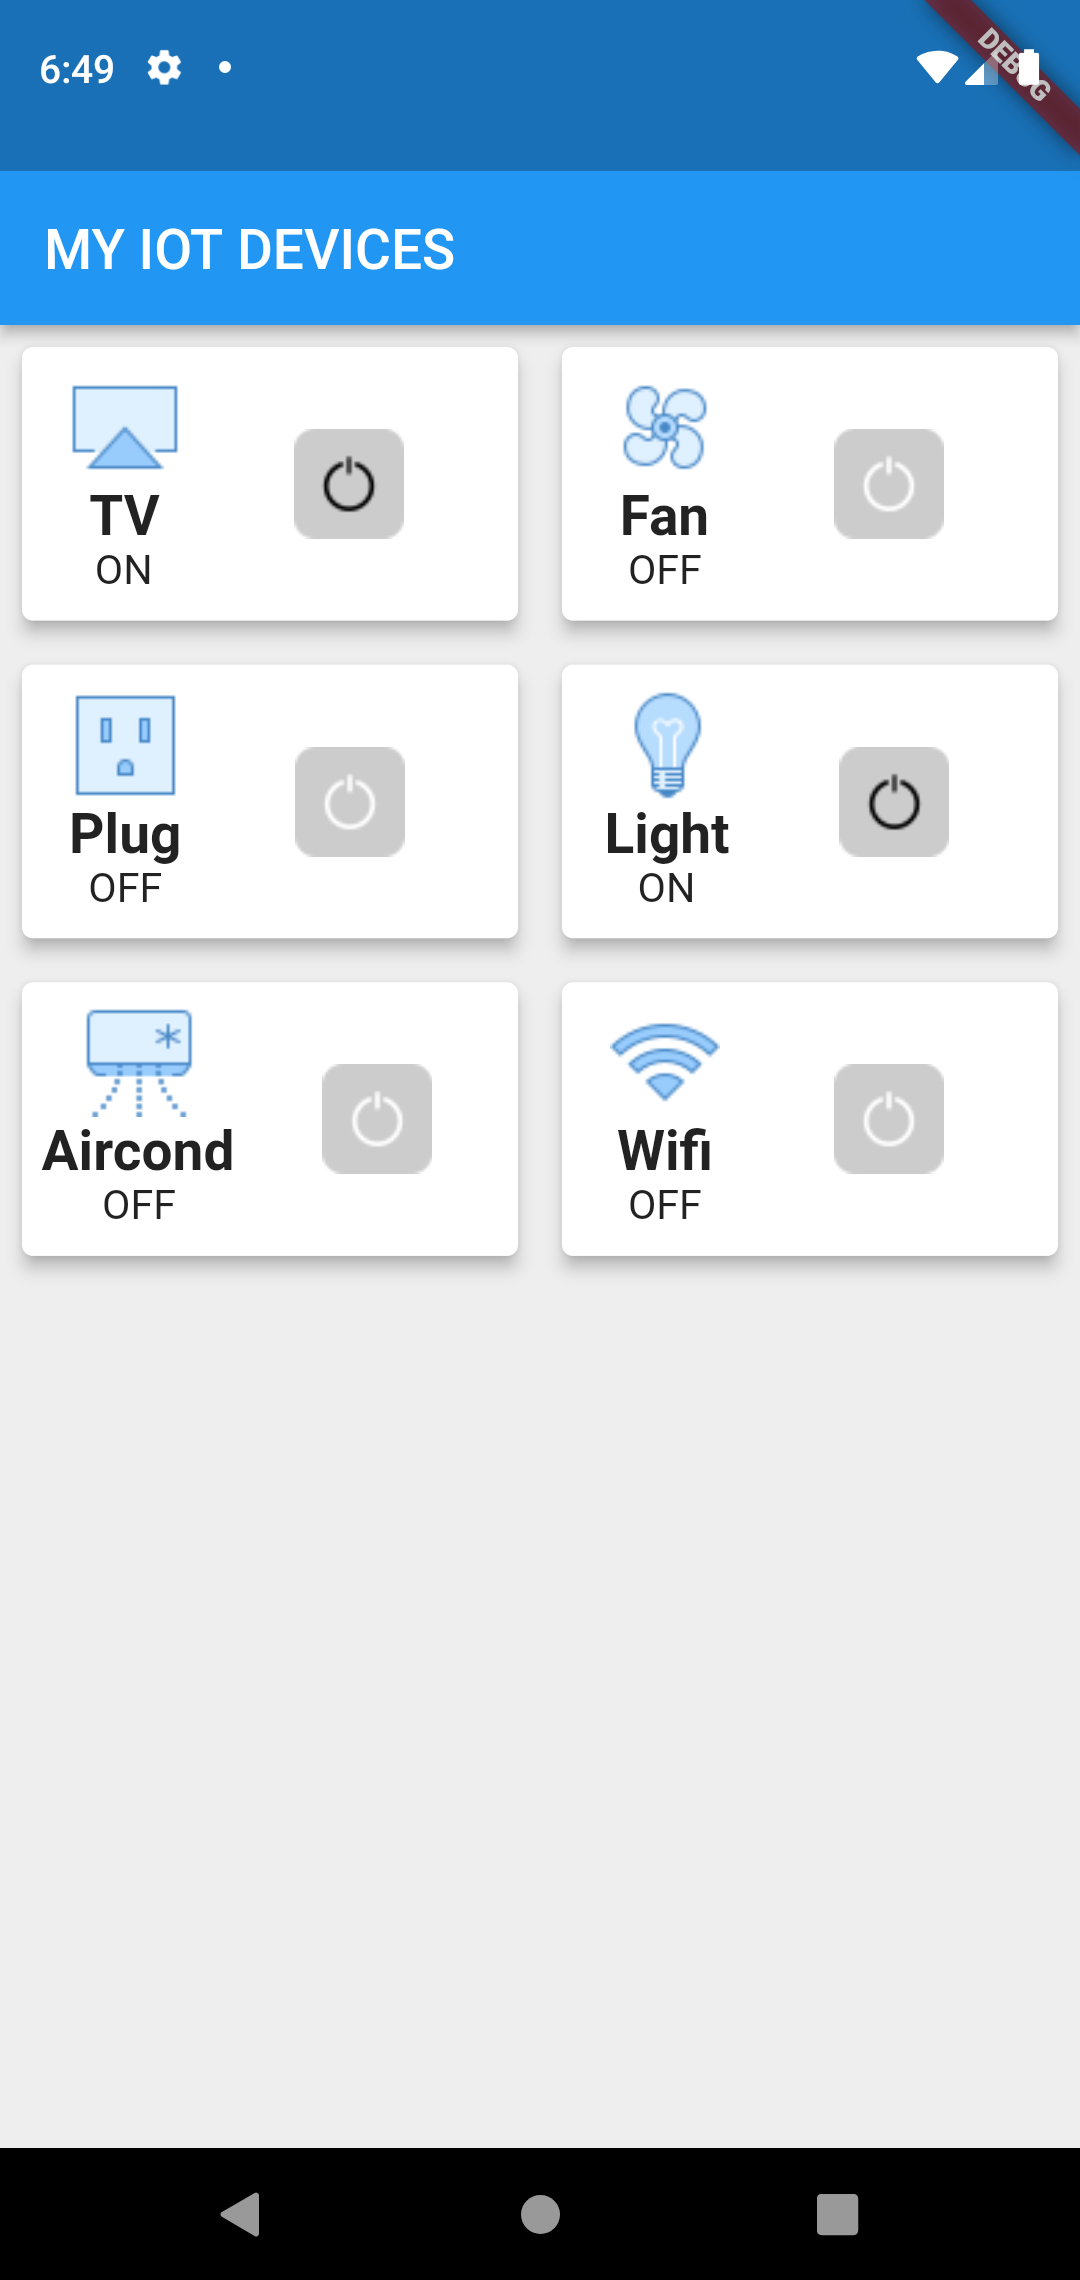 6:49
DEBUG
MY IOT DEVICES
TV
ON
Fan
OFF
Plug
OFF
Light
ON
Aircond
OFF
Wifi
OFF